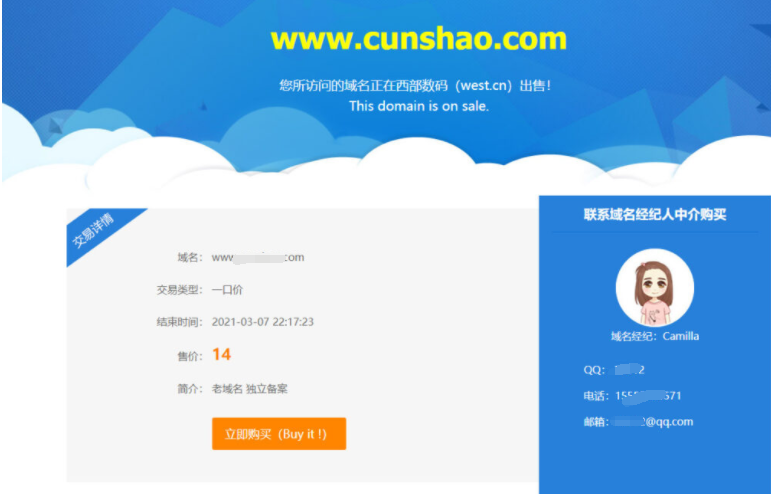 www.cunshao.com
您所访问的域名正在西部数码（west.cn）出售！
This domain is on sale.
交易详情
域名： www com
交易类型： 一口价
结束时间： 2021-03-07 22:17:23
售价： 14
简介： 老域名 独立备案
立即购买（Buy it !）
联系域名经纪人中介购买
域名经纪：Camilla
QQ： 2
电话：155 571
邮箱： @qq.com